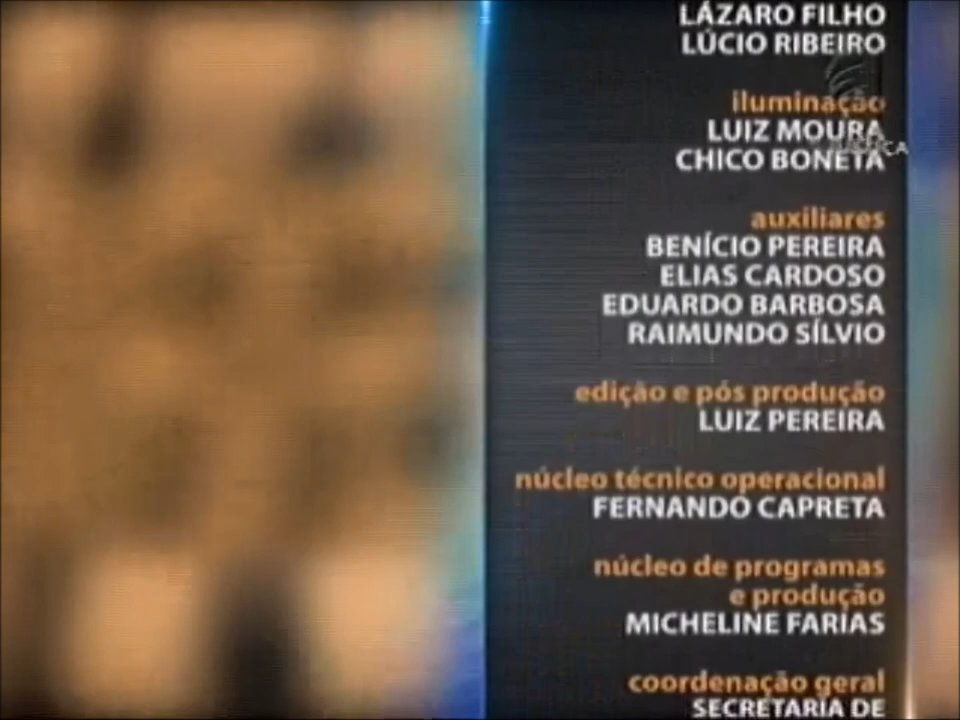 LÁZARO FILHO
LÚCIO RIBEIRO
iluminação
LUIZ MOURA
CHICO BONETA
auxiliares
BENÍCIO PEREIRA
ELIAS CARDOSO
EDUARDO BARBOSA
RAIMUNDO SÍLVIO
edição e pós produção
LUIZ PEREIRA
núcleo técnico operacional
FERNANDO CAPRETA
núcleo de programas
e produção
MICHELINE FARIAS
coordenação geral
SECRETARIA DE